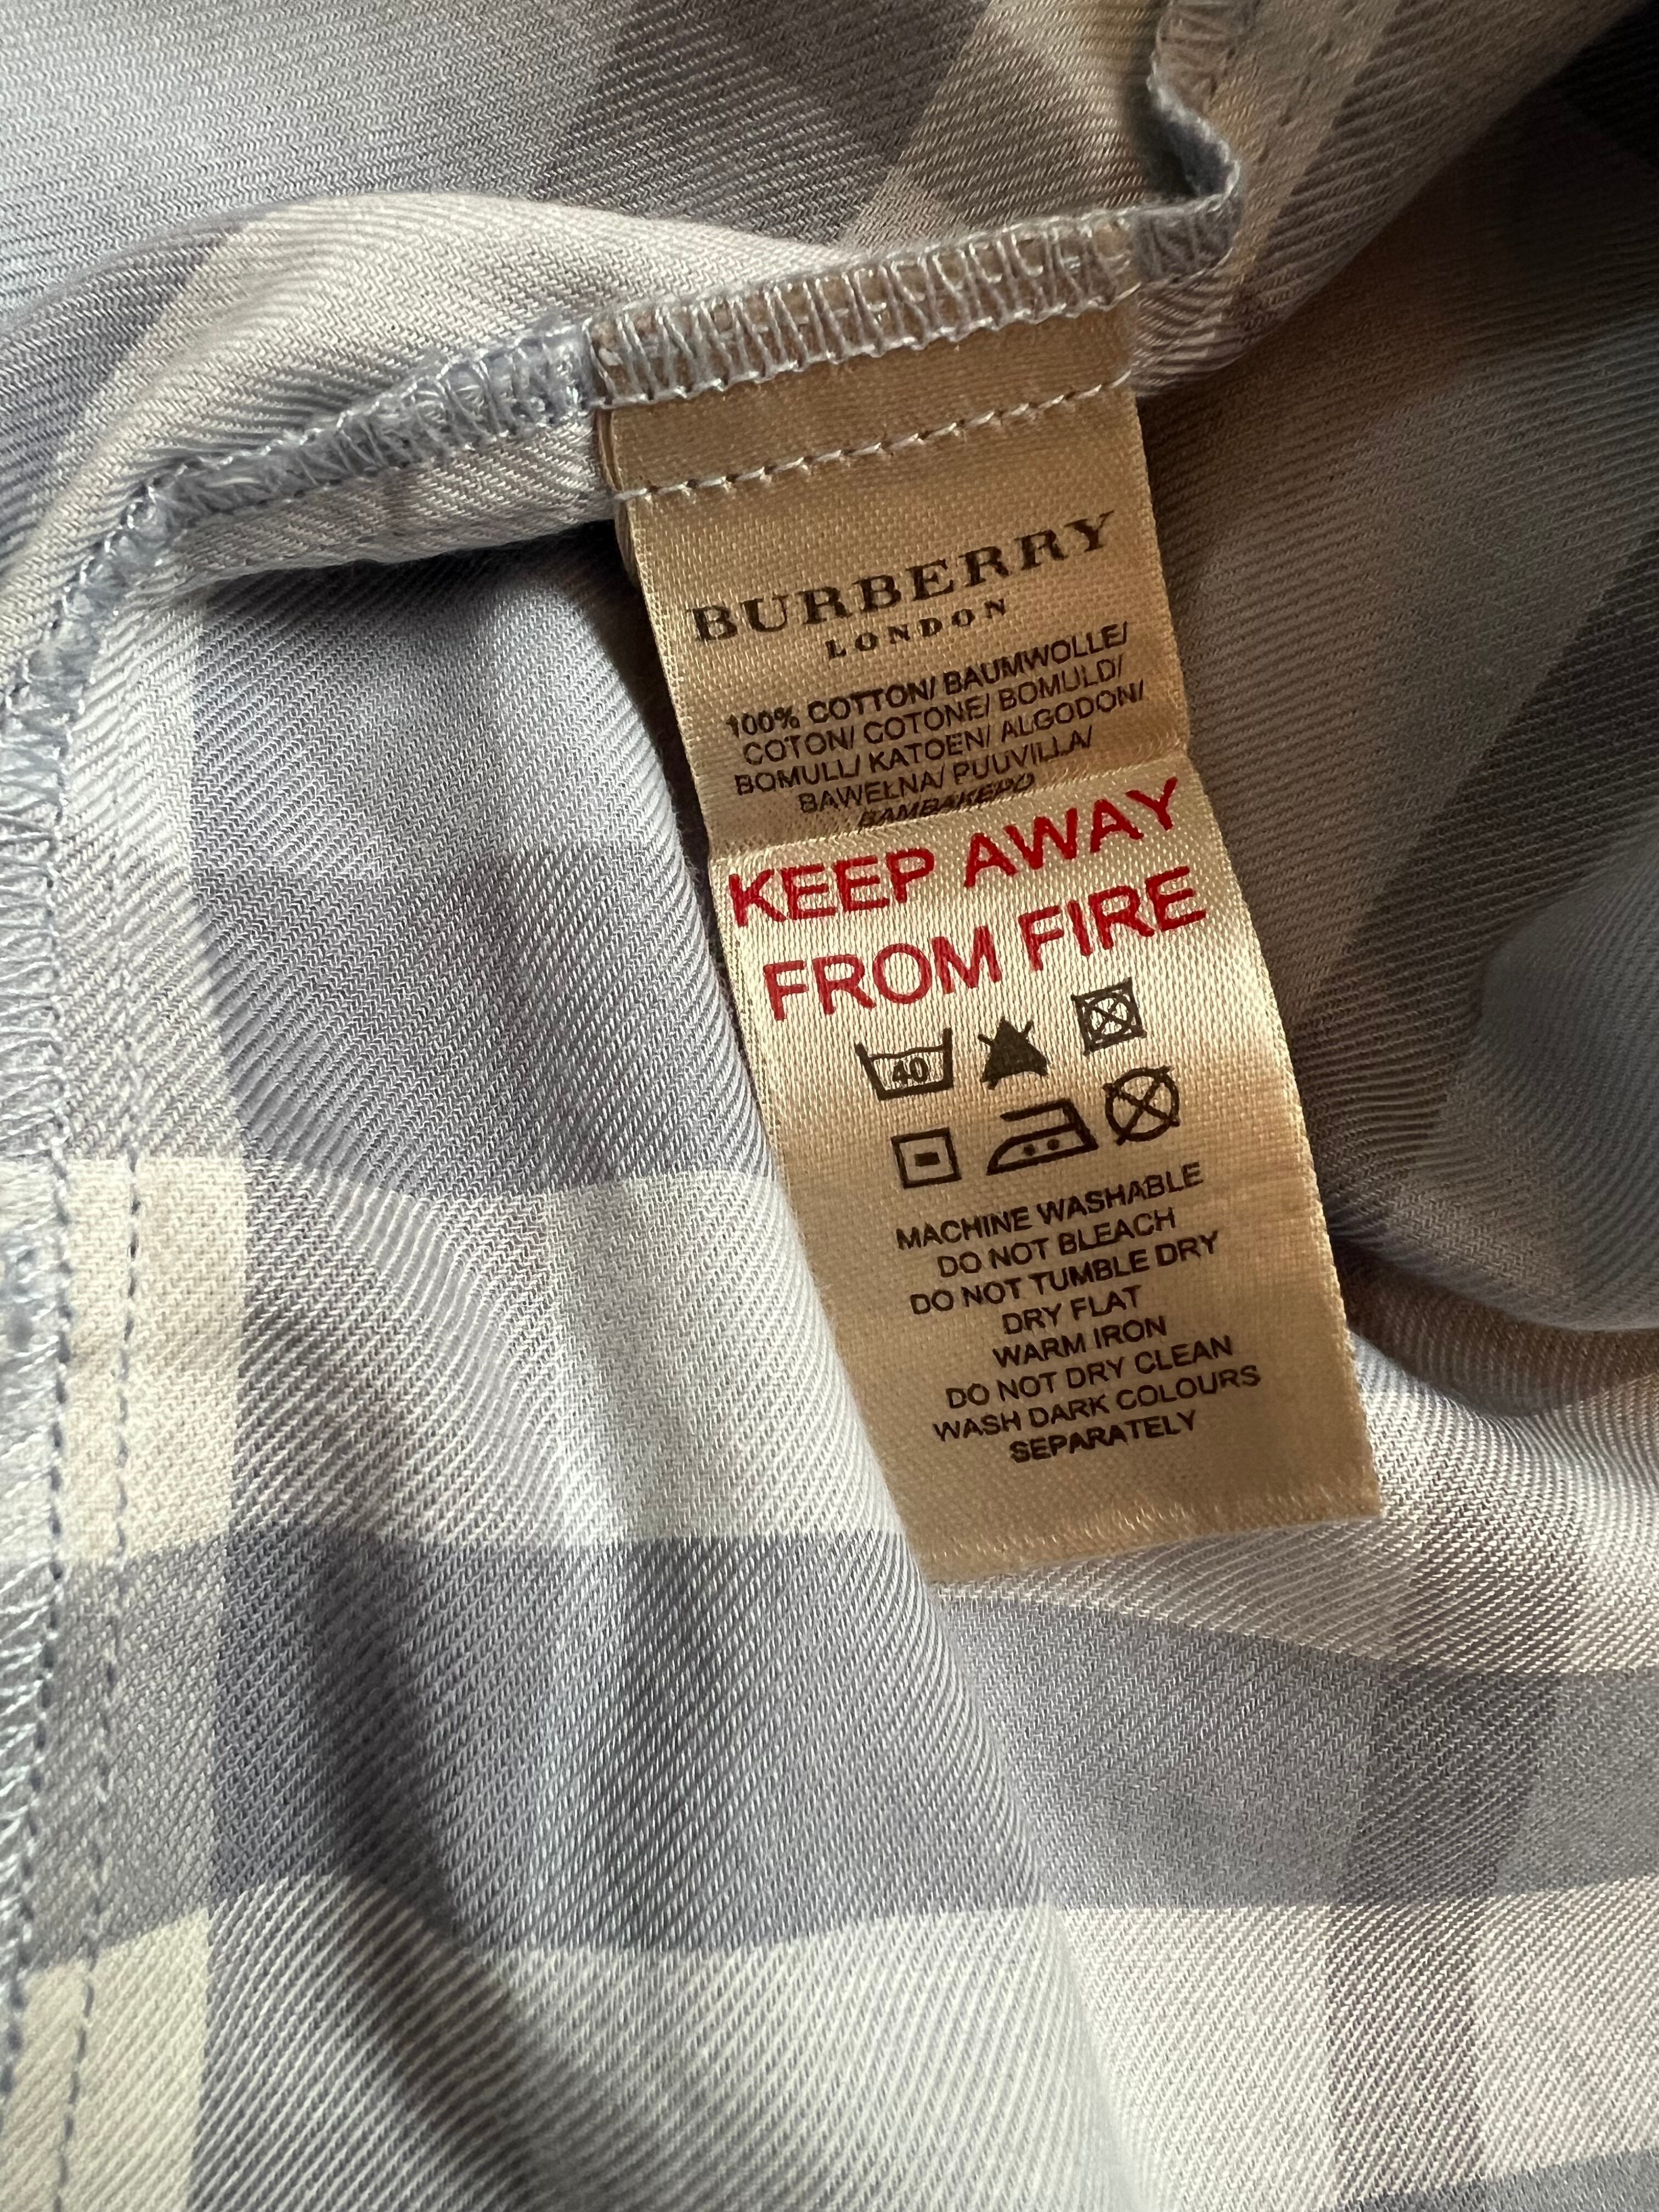 BURBERRY
LONDON
100% COTTON/ BAUMWOLLE/
COTON/ COTONE/ BOMULD/
BOMULL/ KATOEN/ ALGODON/
BAWEŁNA/ PUUVILLA/
BAMBAKEPO
KEEP AWAY
FROM FIRE
40
MACHINE WASHABLE
DO NOT BLEACH
DO NOT TUMBLE DRY
DRY FLAT
WARM IRON
DO NOT DRY CLEAN
WASH DARK COLOURS
SEPARATELY